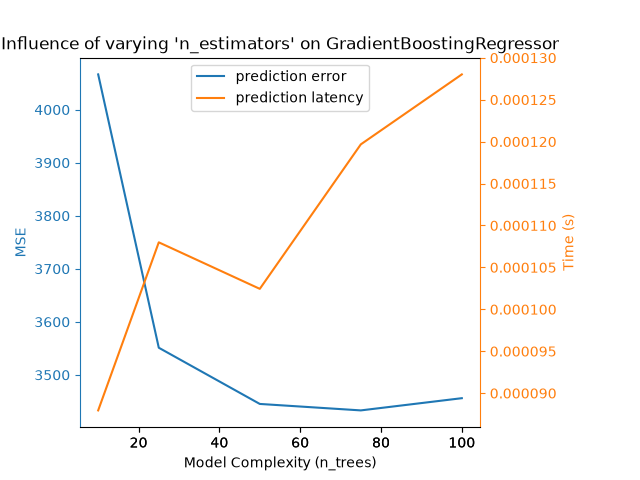 Influence of varying 'n_estimators' on GradientBoostingRegressor
prediction error
prediction latency
4000
3900
3800
3700
3600
3500
MSE
0.000130
0.000125
0.000120
0.000115
0.000110
0.000105
0.000100
0.000095
0.000090
Time (s)
20 40 60 80 100
Model Complexity (n_trees)